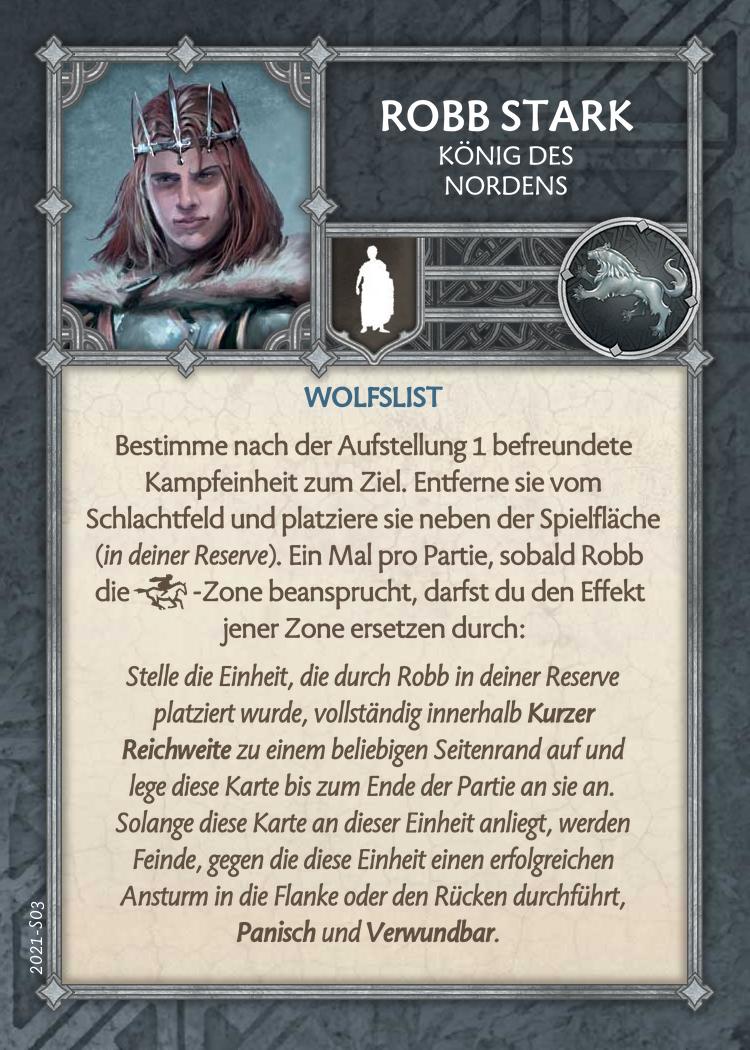 ROBB STARK
KÖNIG DES
NORDENS
WOLFSLIST
Bestimme nach der Aufstellung 1 befreundete
Kampfeinheit zum Ziel. Entferne sie vom
Schlachtfeld und platziere sie neben der Spielfläche
(in deiner Reserve). Ein Mal pro Partie, sobald Robb
die -Zone beansprucht, darfst du den Effekt
jener Zone ersetzen durch:
Stelle die Einheit, die durch Robb in deiner Reserve
platziert wurde, vollständig innerhalb Kurzer
Reichweite zu einem beliebigen Seitenrand auf und
lege diese Karte bis zum Ende der Partie an sie an.
Solange diese Karte an dieser Einheit anliegt, werden
Feinde, gegen die diese Einheit einen erfolgreichen
Ansturm in die Flanke oder den Rücken durchführt,
Panisch und Verwundbar.
2021-S03